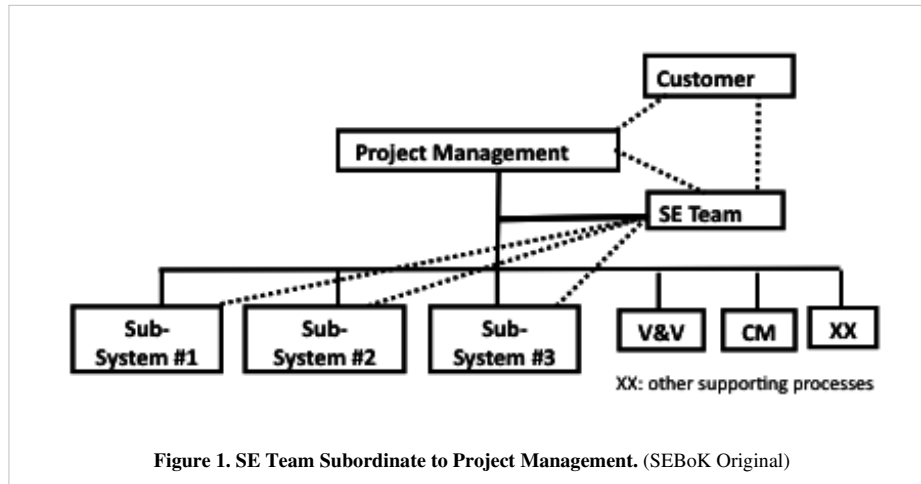 Customer
Project Management
SE Team
Sub-
System #1
Sub-
System #2
Sub-
System #3
V&V
CM
XX
XX: other supporting processes
Figure 1. SE Team Subordinate to Project Management. (SEBoK Original)